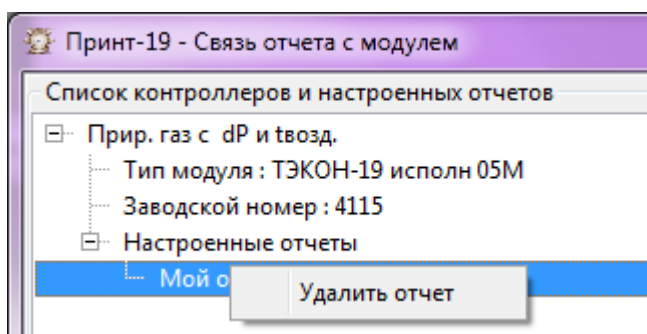 Принт-19 - Связь отчета с модулем
Список контроллеров и настроенных отчетов
Прир. газ с dP и tвозд.
Тип модуля : ТЭКОН-19 исполн 05М
Заводской номер : 4115
Настроенные отчеты
Мой о
Удалить отчет